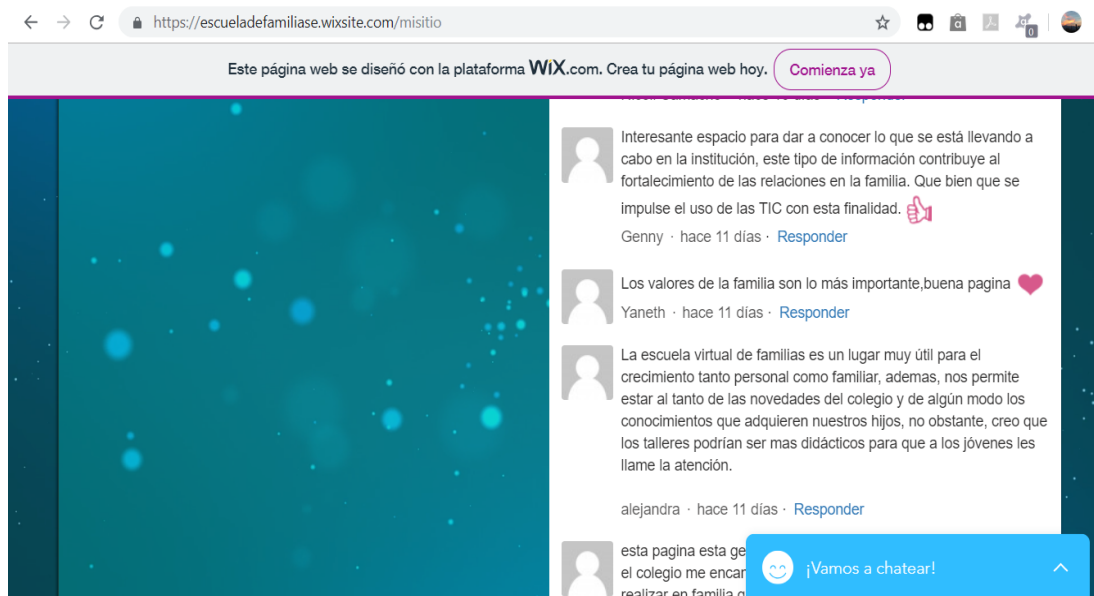 https://escueladefamiliase.wixsite.com/misitio
0
Este página web se diseñó con la plataforma WiX.com. Crea tu página web hoy. Comienza ya
Interesante espacio para dar a conocer lo que se está llevando a
cabo en la institución, este tipo de información contribuye al
fortalecimiento de las relaciones en la familia. Que bien que se
impulse el uso de las TIC con esta finalidad.
Genny · hace 11 días · Responder
Los valores de la familia son lo más importante,buena pagina
Yaneth · hace 11 días · Responder
La escuela virtual de familias es un lugar muy útil para el
crecimiento tanto personal como familiar, ademas, nos permite
estar al tanto de las novedades del colegio y de algún modo los
conocimientos que adquieren nuestros hijos, no obstante, creo que
los talleres podrían ser mas didácticos para que a los jóvenes les
llame la atención.
alejandra · hace 11 días · Responder
esta pagina esta ge
el colegio me encan
realizar en familia
¡Vamos a chatear!